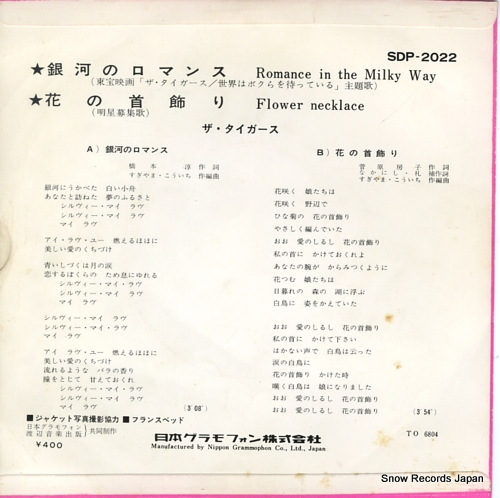 SDP-2022
★銀河のロマンス Romance in the Milky Way
(東宝映画「ザ・タイガース/世界はボクらを待っている」主題歌)
★花の首飾り Flower necklace
(明星募集歌)
ザ・タイガース
A) 銀河のロマンス
橋本 淳 作詞
すぎやま・こういち 作編曲
銀河にうかべた 白い小舟
あなたと訪ねた 夢のふるさと
シルヴィー・マイ ラヴ
シルヴィー・マイ ラヴ
マイ ラヴ
アイ・ラヴ・ユー 燃えるほほに
美しい愛のくちづけ
青いしづくは月の涙
恋するぼくらの ため息にゆれる
シルヴィー・マイ・ラヴ
シルヴィー・マイ・ラヴ
マイ ラヴ
シルヴィー マイ ラヴ
シルヴィー・マイ ラヴ
マイ ラヴ
アイ ラヴ・ユー 燃えるほほに
美しい愛のくちづけ
流れるような バラの香り
瞳をとじて 甘えておくれ
シルヴィー・マイ・ラヴ
シルヴィー・マイ ラヴ
マイ ラヴ
(3′08″)
B) 花の首飾り
菅原房子 作詞
なかにし・礼 補作詞
すぎやま・こういち 作編曲
花咲く 娘たちは
花咲く 野辺で
ひな菊の 花の首飾り
やさしく編んでいた
おお 愛のしるし 花の首飾り
私の首に かけておくれよ
あなたの腕が からみつくように
花つむ 娘たちは
日暮れの 森の 湖に浮ぶ
白鳥に 姿をかえていた
おお 愛のしるし 花の首飾り
私の首に かけて下さい
はかない声で 白鳥は云った
涙の白鳥に
花の首飾り かけた時
嘆く白鳥は 娘になりました
おお 愛のしるし 花の首飾り
おお 愛のしるし 花の首飾り
(3′54″)
■ジャケット写真撮影協力 ■フランスベッド
日本グラモフォン
渡辺音楽出版
共同制作
¥400
日本グラモフォン株式会社
Manufactured by Nippon Grammophon Co., Ltd., Japan
TO 6804
Snow Records Japan